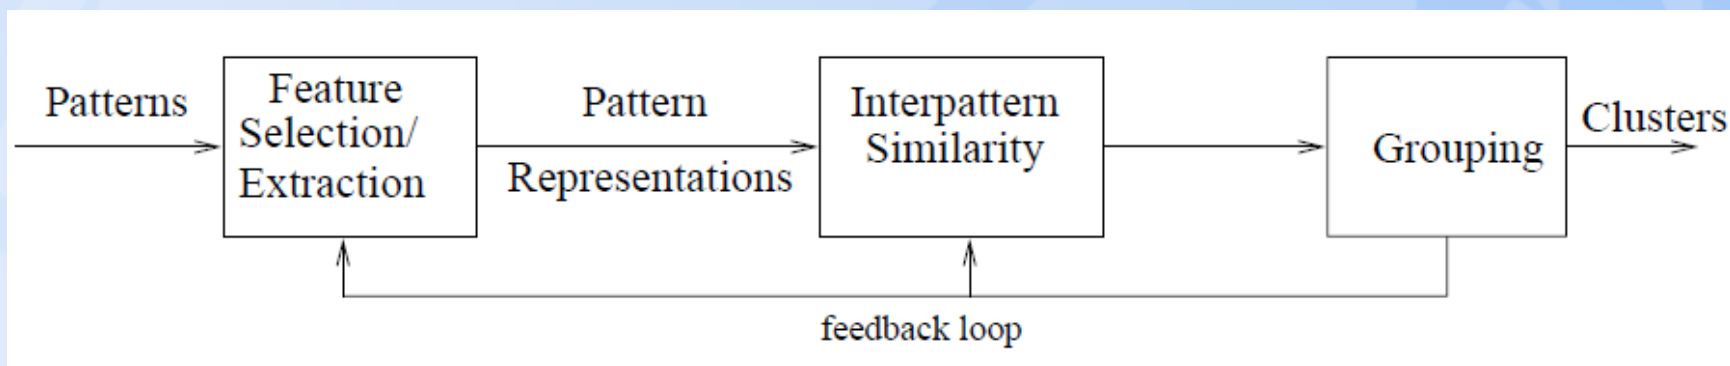 Patterns
Feature
Selection/
Extraction
Pattern
Representations
Interpattern
Similarity
Grouping
Clusters
feedback loop